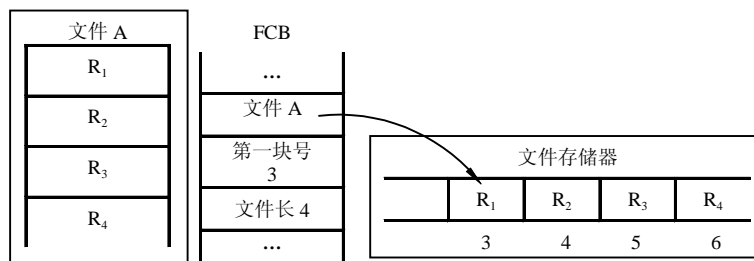 文件 A
R₁
R₂
R₃
R₄
FCB
…
文件 A
第一块号
3
文件长 4
…
文件存储器
R₁ R₂ R₃ R₄
3 4 5 6